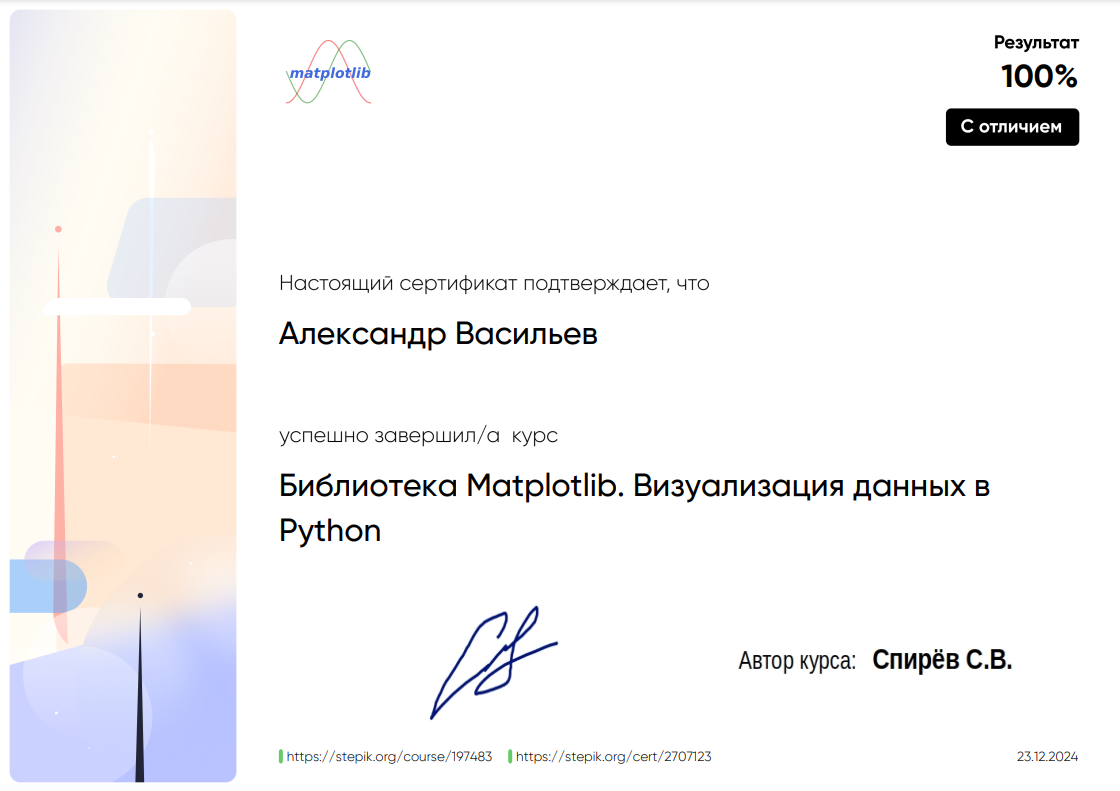 matplotlib
Результат
100%
С отличием
Настоящий сертификат подтверждает, что
Александр Васильев
успешно завершил/а курс
Библиотека Matplotlib. Визуализация данных в
Python
Автор курса: Спирёв С.В.
https://stepik.org/course/197483 https://stepik.org/cert/2707123 23.12.2024